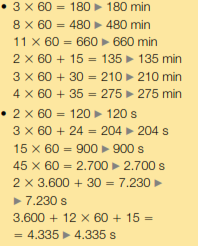 • 3 × 60 = 180 ▶ 180 min
8 × 60 = 480 ▶ 480 min
11 × 60 = 660 ▶ 660 min
2 × 60 + 15 = 135 ▶ 135 min
3 × 60 + 30 = 210 ▶ 210 min
4 × 60 + 35 = 275 ▶ 275 min
• 2 × 60 = 120 ▶ 120 s
3 × 60 + 24 = 204 ▶ 204 s
15 × 60 = 900 ▶ 900 s
45 × 60 = 2.700 ▶ 2.700 s
2 × 3.600 + 30 = 7.230 ▶
▶ 7.230 s
3.600 + 12 × 60 + 15 =
= 4.335 ▶ 4.335 s